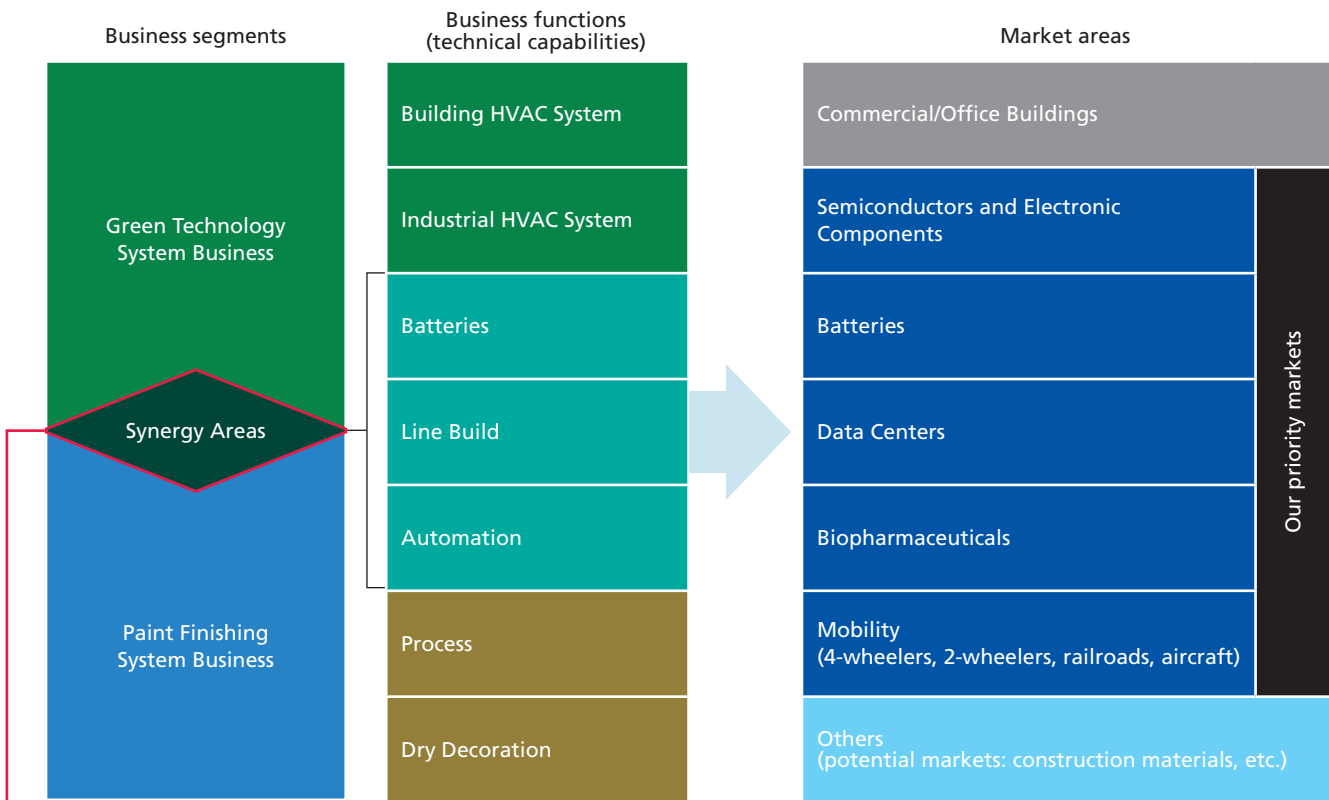 Business segments
Business functions
(technical capabilities)
Market areas
Green Technology
System Business
Synergy Areas
Paint Finishing
System Business
Building HVAC System
Industrial HVAC System
Batteries
Line Build
Automation
Process
Dry Decoration
Commercial/Office Buildings
Semiconductors and Electronic
Components
Batteries
Data Centers
Biopharmaceuticals
Mobility
(4-wheelers, 2-wheelers, railroads, aircraft)
Others
(potential markets: construction materials, etc.)
Our priority markets